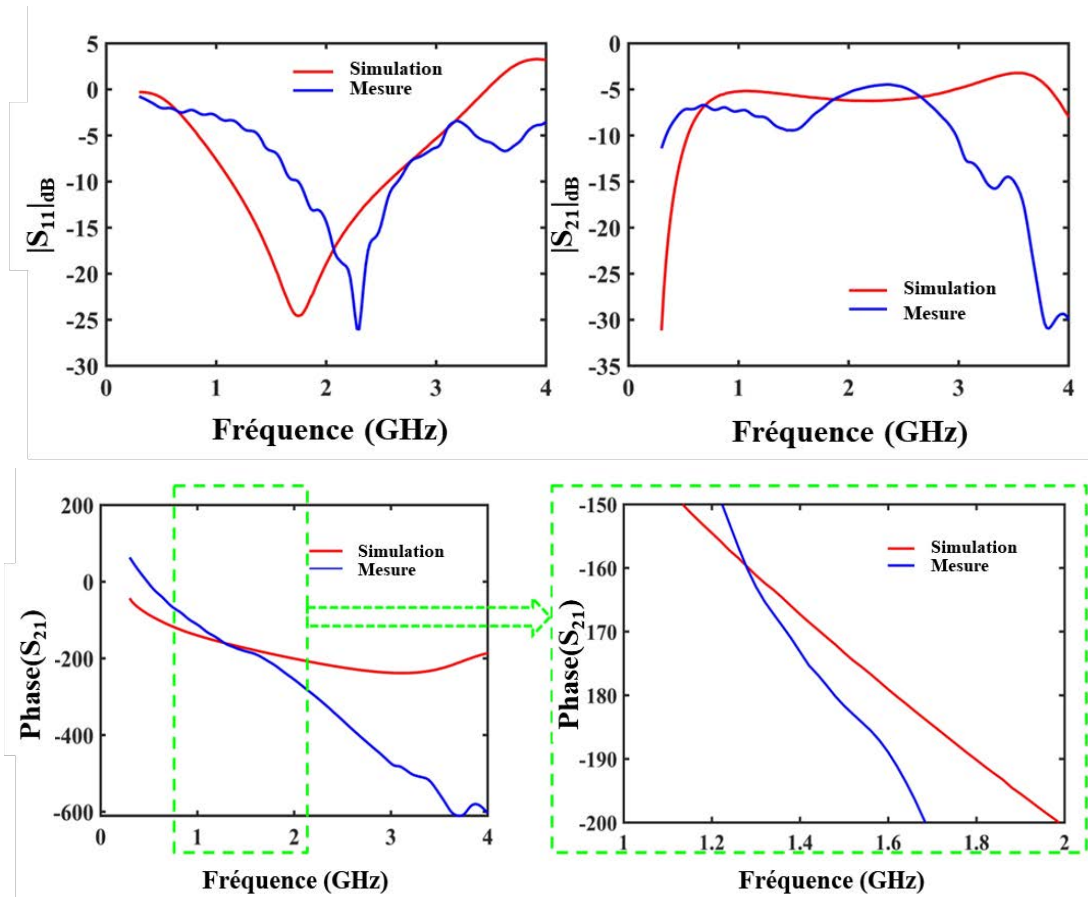 5
0
-5
-10
-15
-20
-25
-30
|S11|dB
Simulation
Mesure
0 1 2 3 4
Fréquence (GHz)
0
-5
-10
-15
-20
-25
-30
-35
|S21|dB
Simulation
Mesure
0 1 2 3 4
Fréquence (GHz)
200
0
-200
-400
-600
Phase(S21)
Simulation
Mesure
0 1 2 3 4
Fréquence (GHz)
-150
-160
-170
-180
-190
-200
Phase(S21)
Simulation
Mesure
1 1.2 1.4 1.6 1.8 2
Fréquence (GHz)